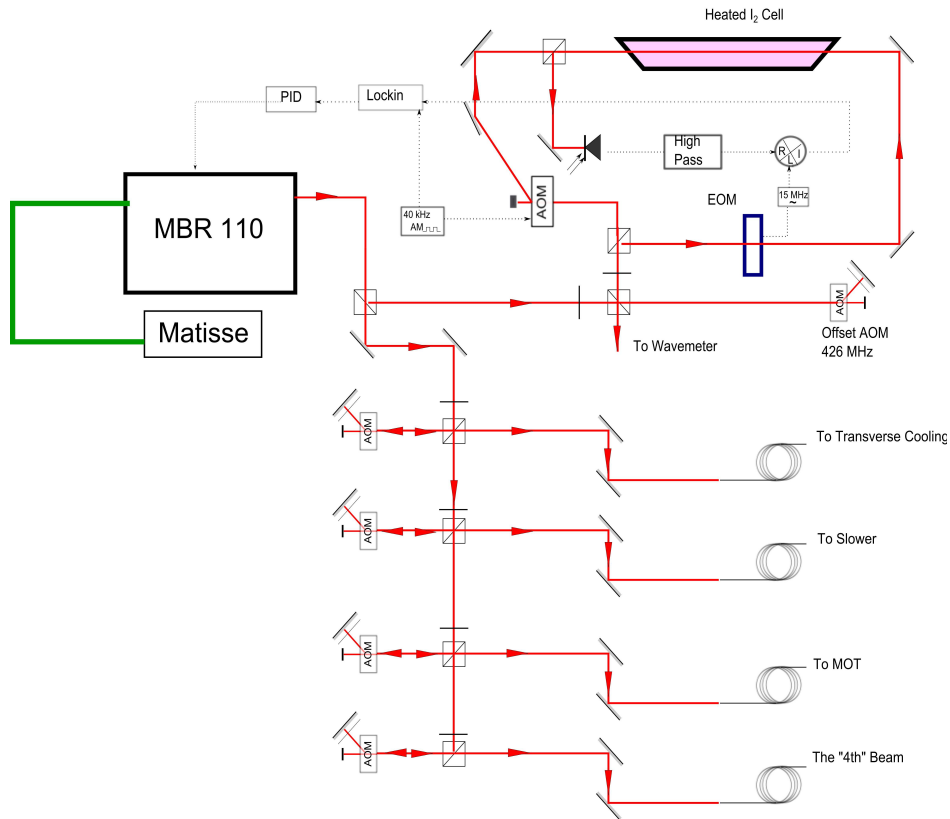 Heated I₂ Cell
PID
Lockin
High
Pass
R
I
L
15 MHz
~
AOM
EOM
40 kHz
AM
MBR 110
Matisse
AOM
Offset AOM
426 MHz
To Wavemeter
AOM
To Transverse Cooling
AOM
To Slower
AOM
To MOT
AOM
The "4th" Beam